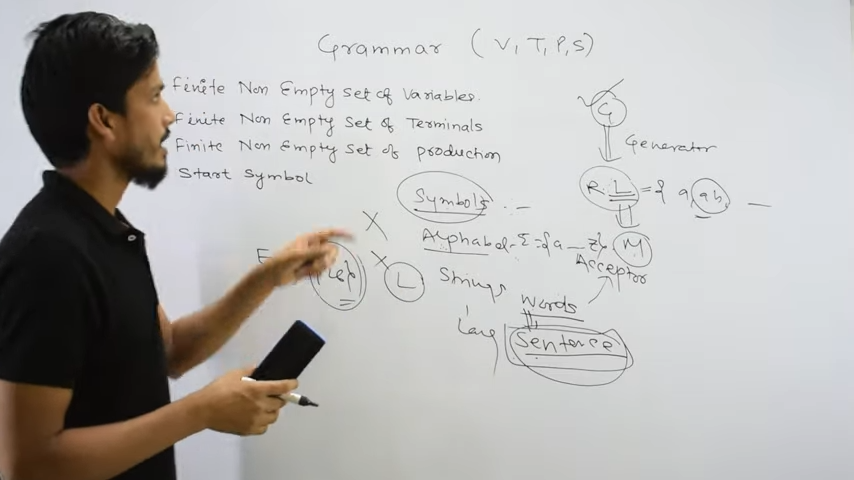 Grammar (V, T, P, S)
Finite Non Empty Set of Variables.
Finite Non Empty Set of Terminals
Finite Non Empty Set of production
Start Symbol
G
Generator
R L = { a, ab, —
Symbols :-
Alphabet - Σ = {a — z}
M
Acceptor
X
X
L
Strings
Words
Lang
Sentence